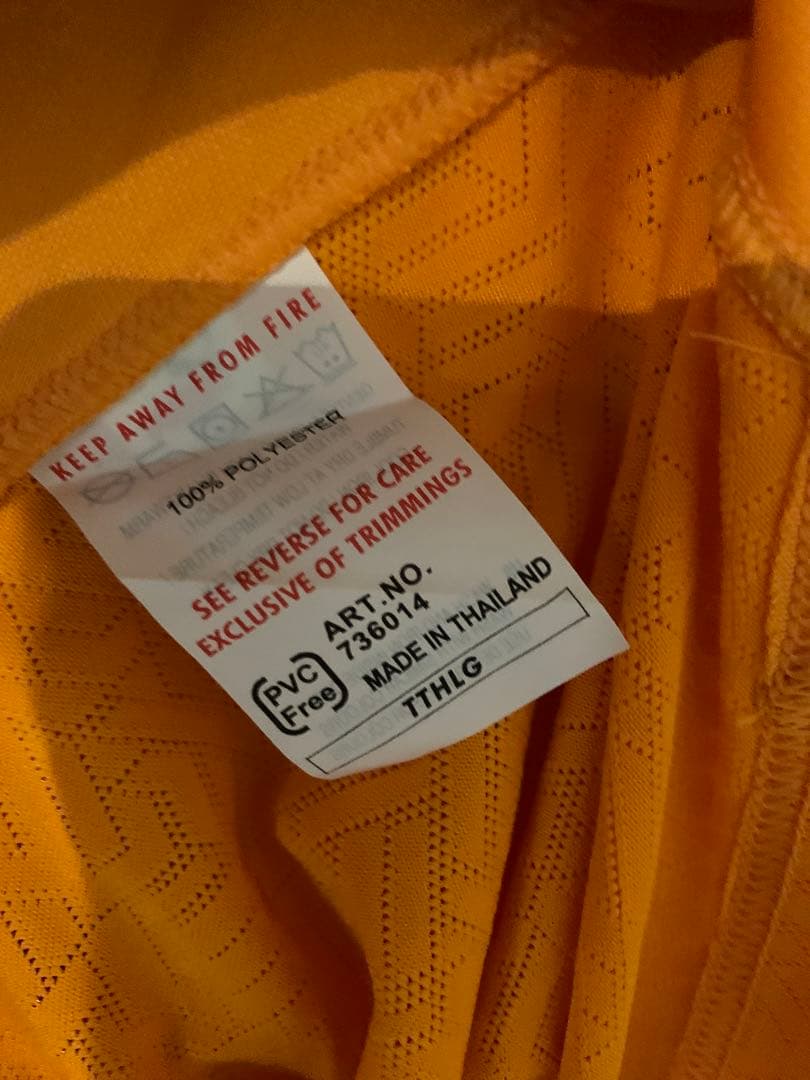 KEEP AWAY FROM FIRE
100% POLYESTER
SEE REVERSE FOR CARE
EXCLUSIVE OF TRIMMINGS
ART.NO.
736014
PVC
Free
MADE IN THAILAND
TTHLG